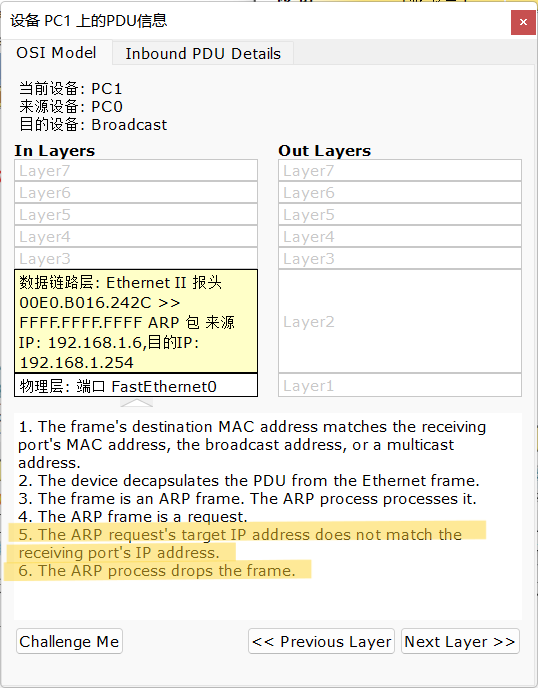 设备 PC1 上的PDU信息
OSI Model
Inbound PDU Details
当前设备: PC1
来源设备: PC0
目的设备: Broadcast
In Layers
Layer7
Layer6
Layer5
Layer4
Layer3
数据链路层: Ethernet II 报头
00E0.B016.242C >>
FFFF.FFFF.FFFF ARP 包 来源
IP: 192.168.1.6,目的IP:
192.168.1.254
物理层: 端口 FastEthernet0
Out Layers
Layer7
Layer6
Layer5
Layer4
Layer3
Layer2
Layer1
1. The frame's destination MAC address matches the receiving
port's MAC address, the broadcast address, or a multicast
address.
2. The device decapsulates the PDU from the Ethernet frame.
3. The frame is an ARP frame. The ARP process processes it.
4. The ARP frame is a request.
5. The ARP request's target IP address does not match the
receiving port's IP address.
6. The ARP process drops the frame.
Challenge Me
<< Previous Layer
Next Layer >>